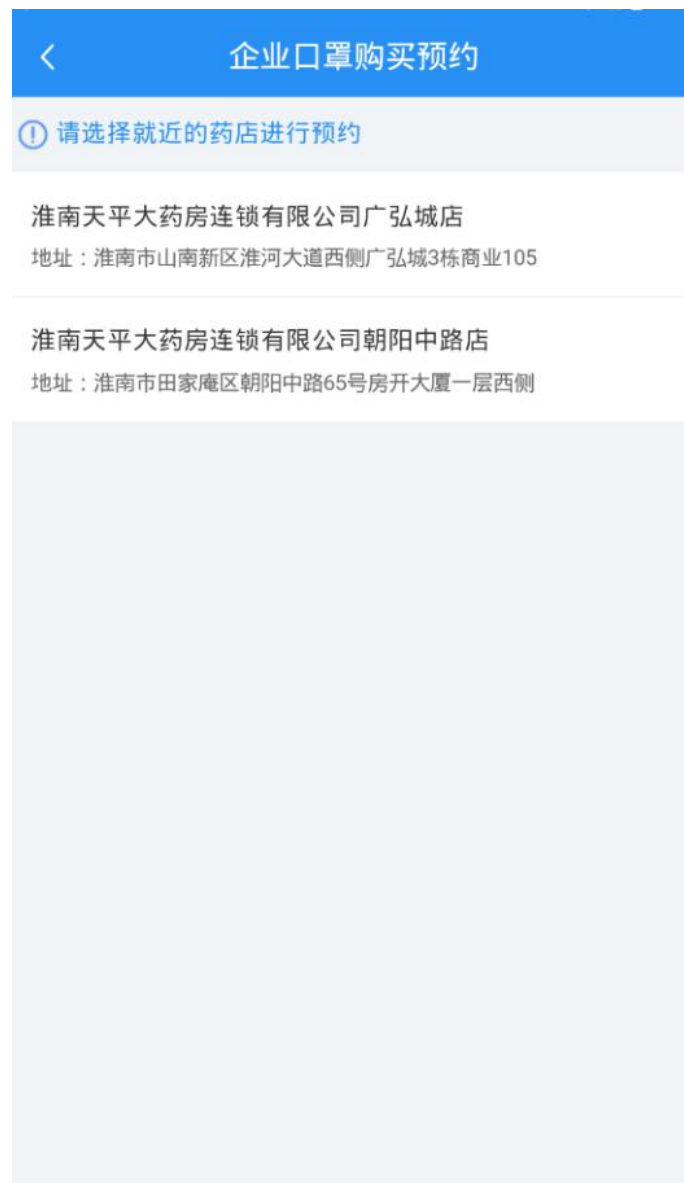 企业口罩购买预约
请选择就近的药店进行预约
淮南天平大药房连锁有限公司广弘城店
地址：淮南市山南新区淮河大道西侧广弘城3栋商业105
淮南天平大药房连锁有限公司朝阳中路店
地址：淮南市田家庵区朝阳中路65号房开大厦一层西侧